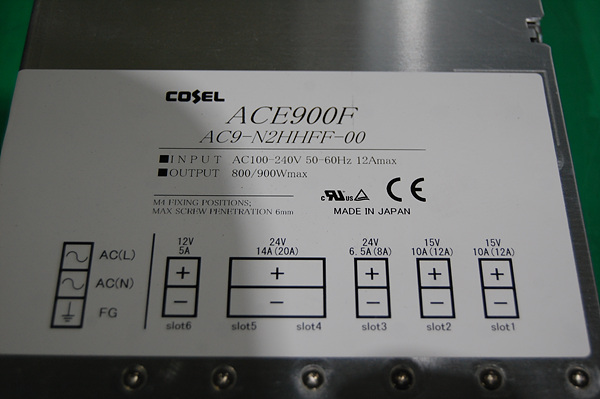 COSEL
ACE900F
AC9-N2HHFF-00
INPUT AC100-240V 50-60Hz 12Amax
OUTPUT 800/900Wmax
M4 FIXING POSITIONS;
MAX SCREW PENETRATION 6mm
c RU us CE
MADE IN JAPAN
12V 24V 24V 15V 15V
5A 14A(20A) 6.5A(8A) 10A(12A) 10A(12A)
AC(L) + + + + +
AC(N) − − − − −
FG
slot6 slot5 slot4 slot3 slot2 slot1